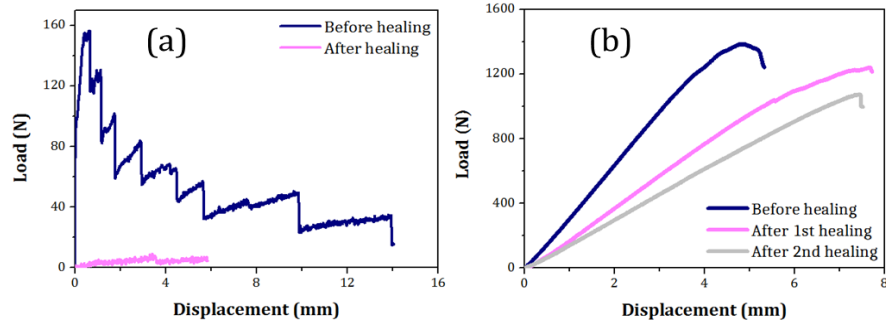 (a)
Before healing
After healing
160
120
80
40
0
0 4 8 12 16
Load (N)
Displacement (mm)
(b)
1600
1200
800
400
0
0 2 4 6 8
Load (N)
Before healing
After 1st healing
After 2nd healing
Displacement (mm)